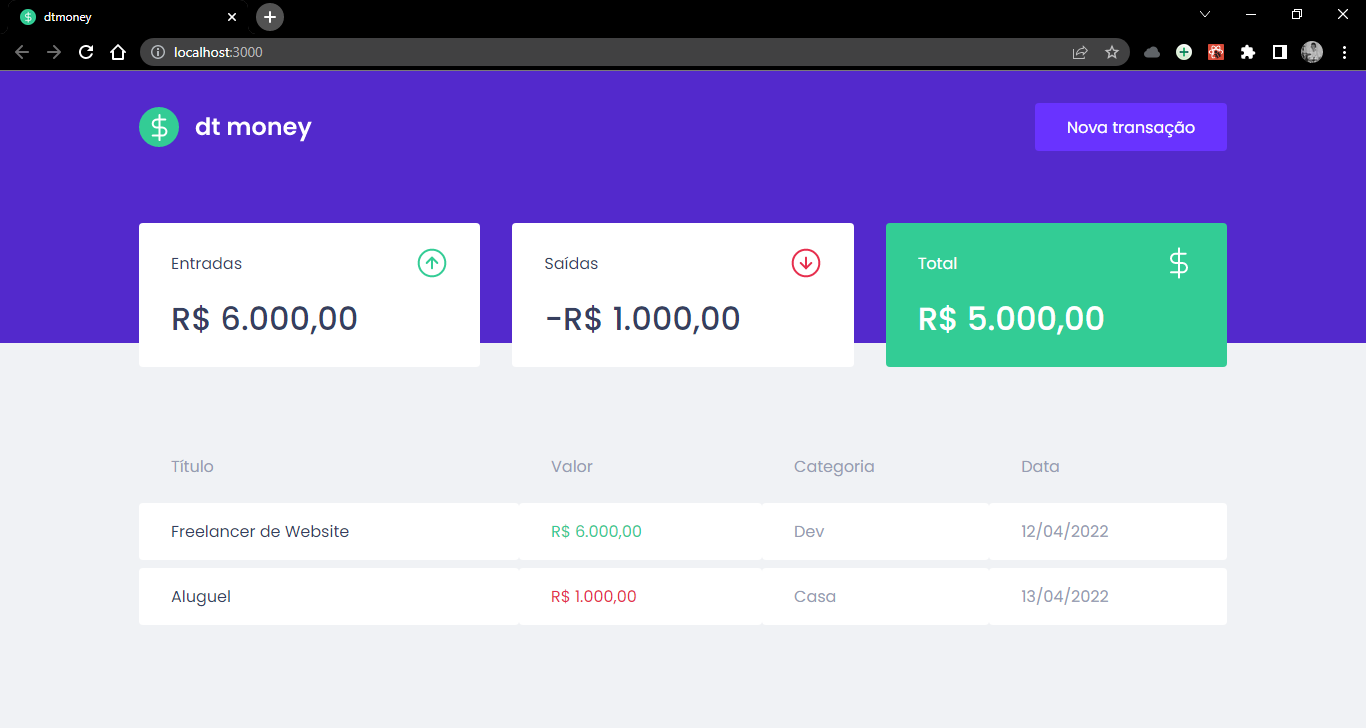 dtmoney
localhost:3000
dt money
Nova transação
Entradas
Saídas
Total
R$ 6.000,00
-R$ 1.000,00
R$ 5.000,00
Título
Valor
Categoria
Data
Freelancer de Website
R$ 6.000,00
Dev
12/04/2022
Aluguel
R$ 1.000,00
Casa
13/04/2022